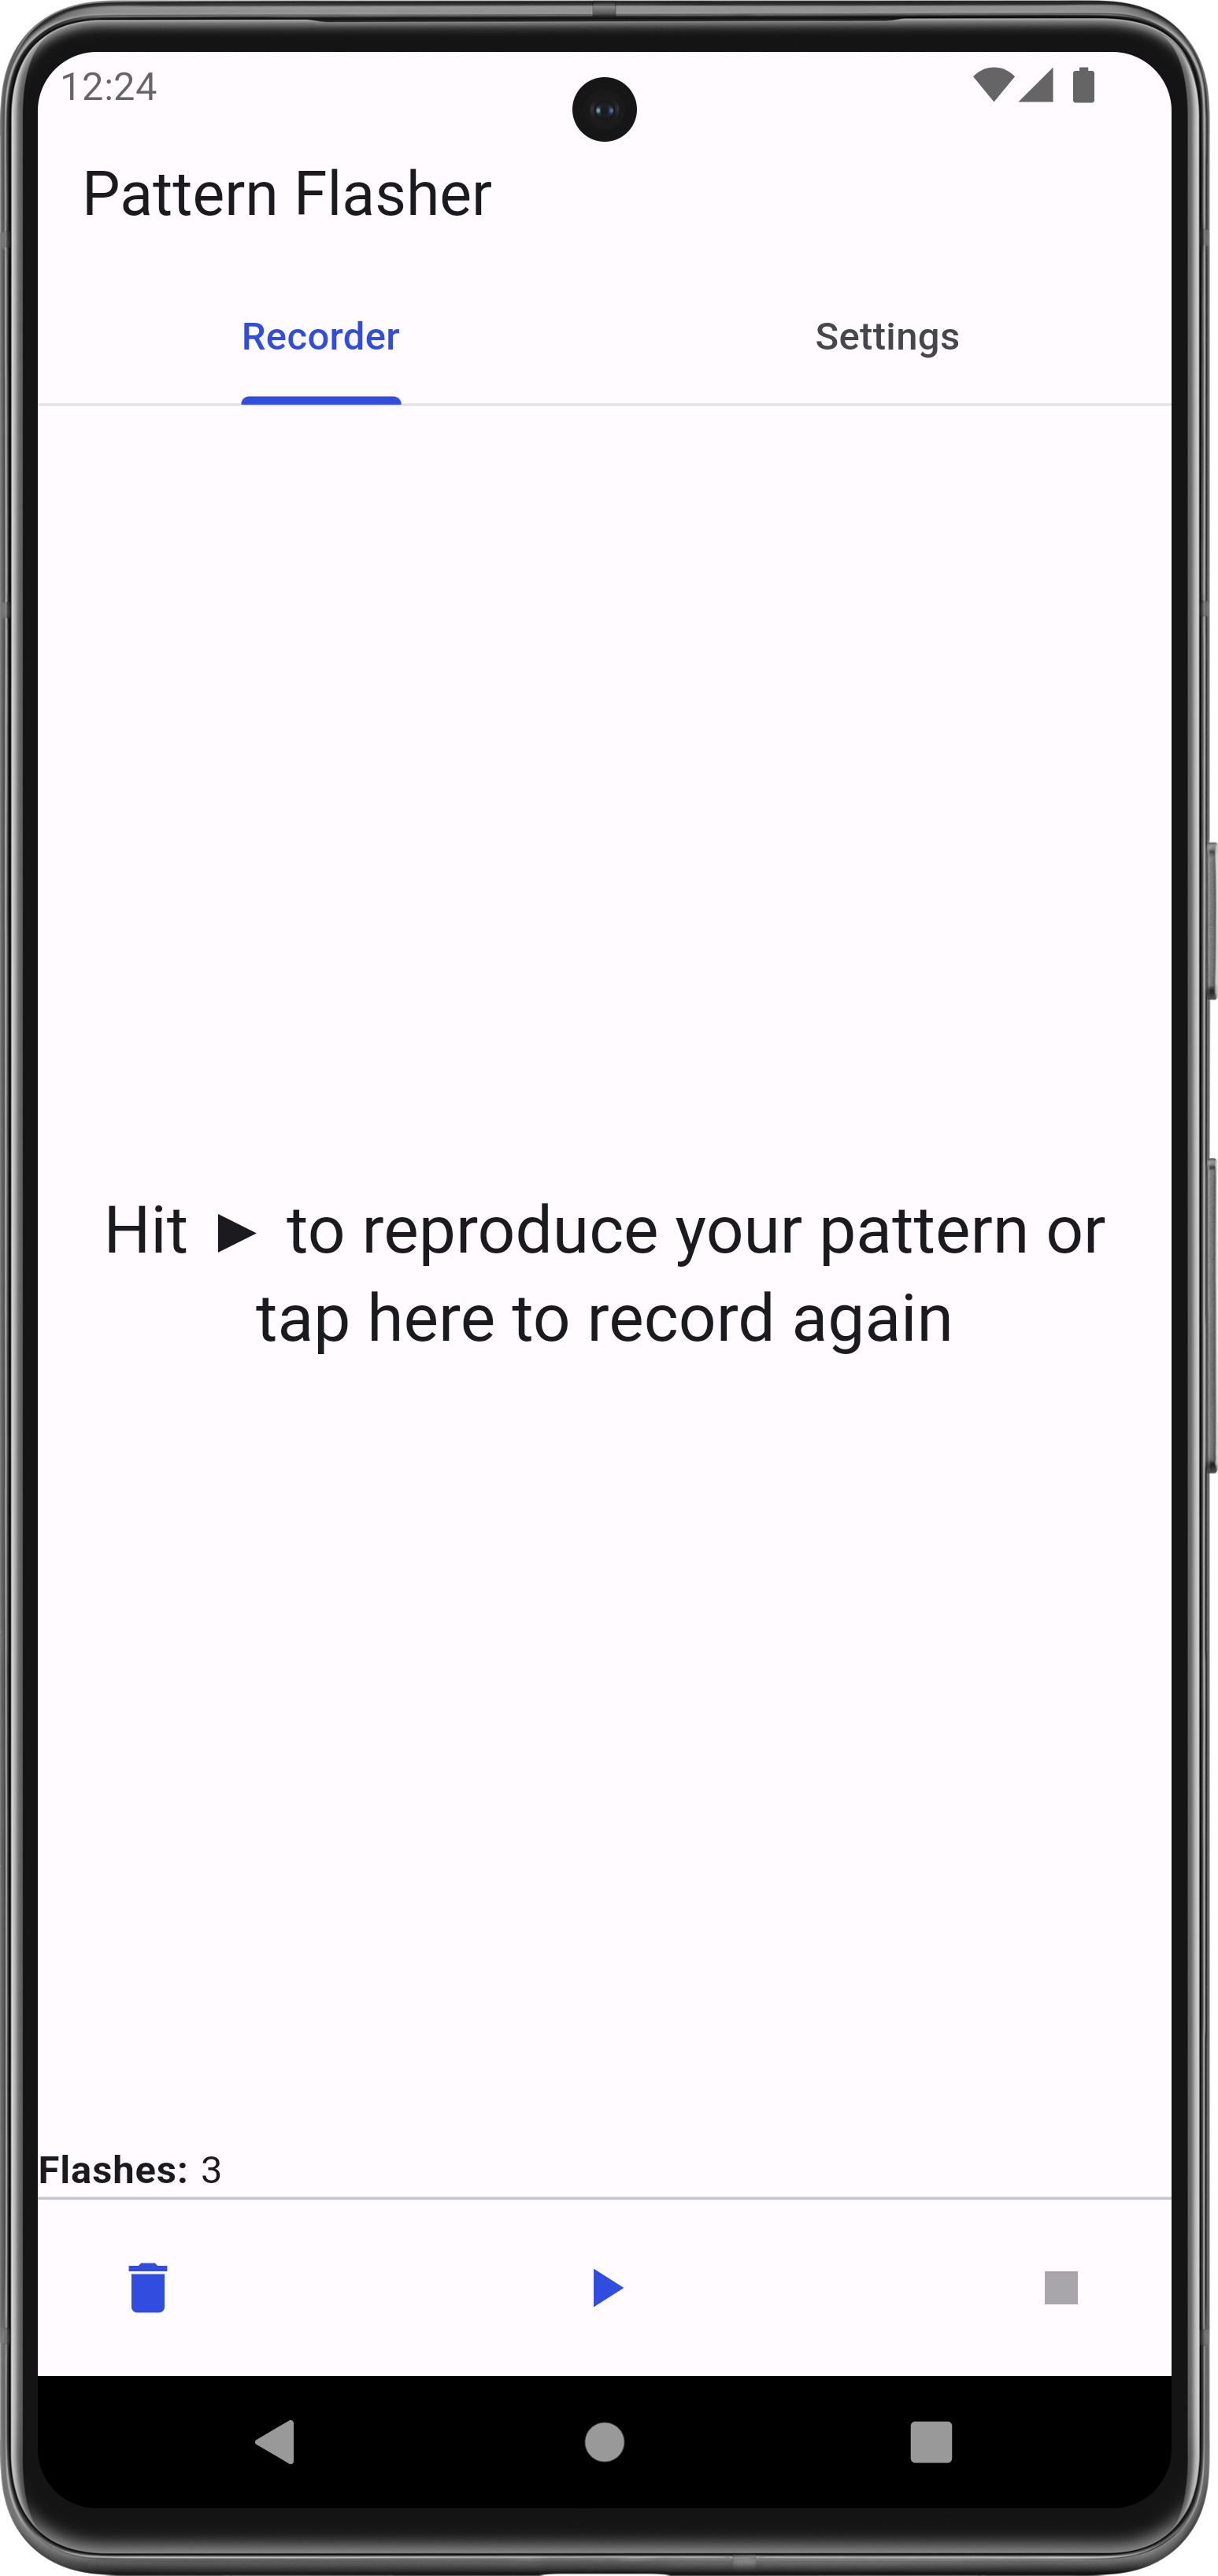 12:24
Pattern Flasher
Recorder
Settings
Hit ▶ to reproduce your pattern or
tap here to record again
Flashes: 3